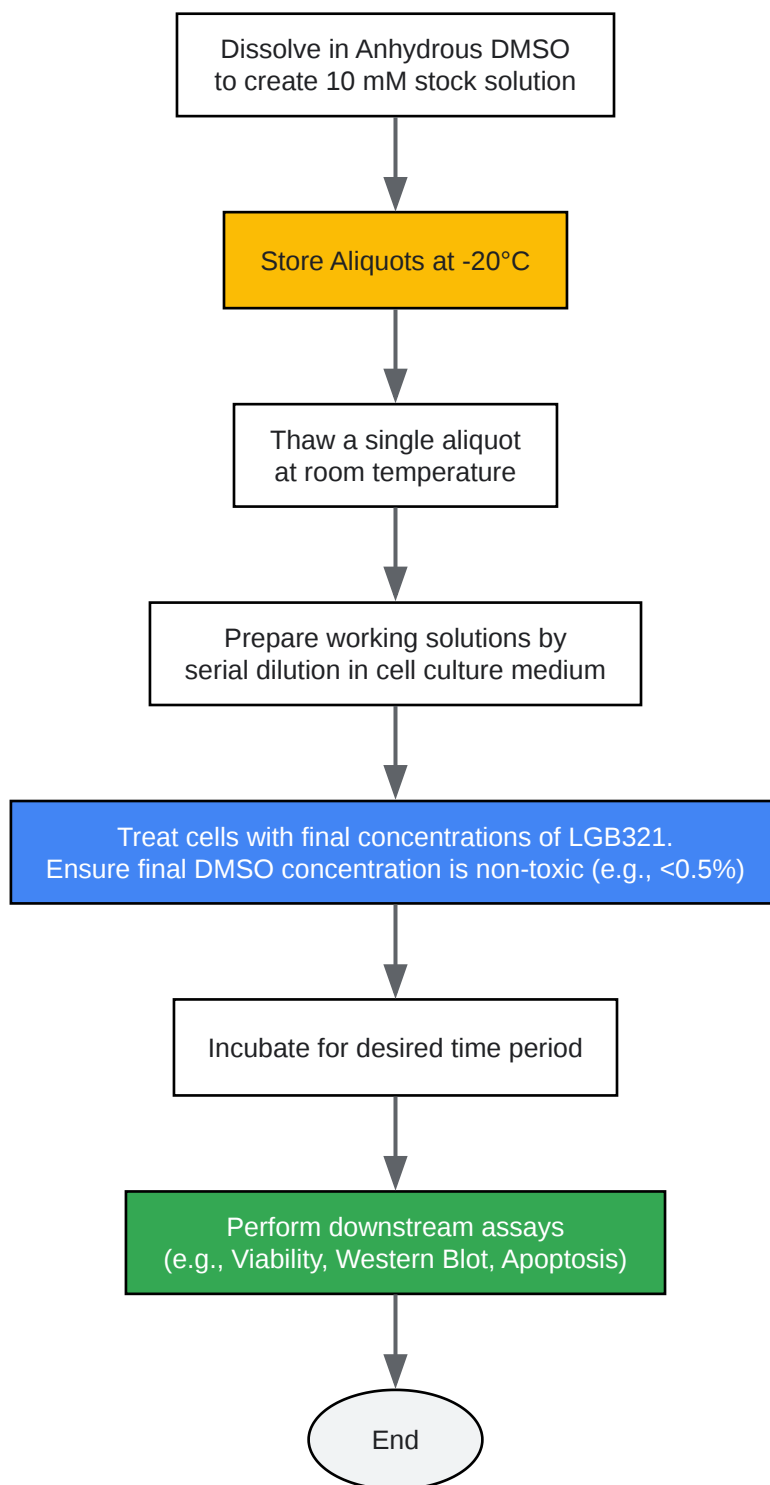 Dissolve in Anhydrous DMSO
to create 10 mM stock solution
Store Aliquots at -20°C
Thaw a single aliquot
at room temperature
Prepare working solutions by
serial dilution in cell culture medium
Treat cells with final concentrations of LGB321.
Ensure final DMSO concentration is non-toxic (e.g., <0.5%)
Incubate for desired time period
Perform downstream assays
(e.g., Viability, Western Blot, Apoptosis)
End